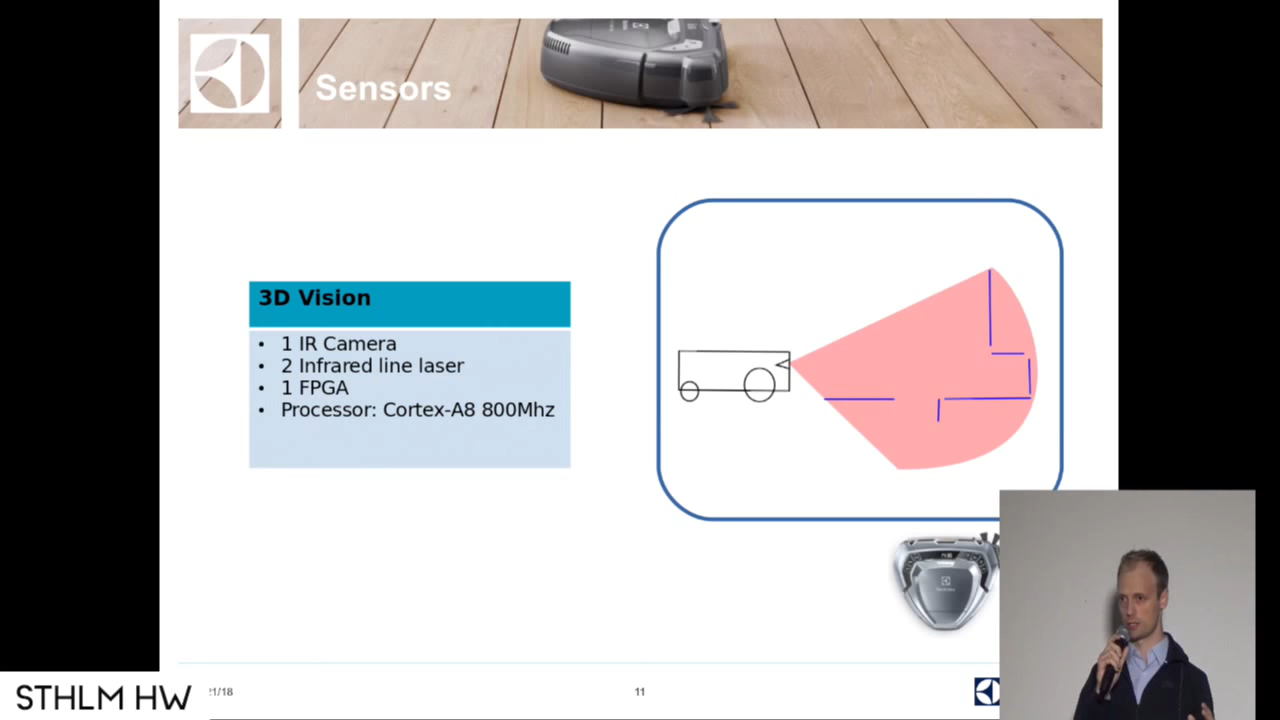 Sensors
3D Vision
• 1 IR Camera
• 2 Infrared line laser
• 1 FPGA
• Processor: Cortex-A8 800Mhz
STHLM HW
21/18
11